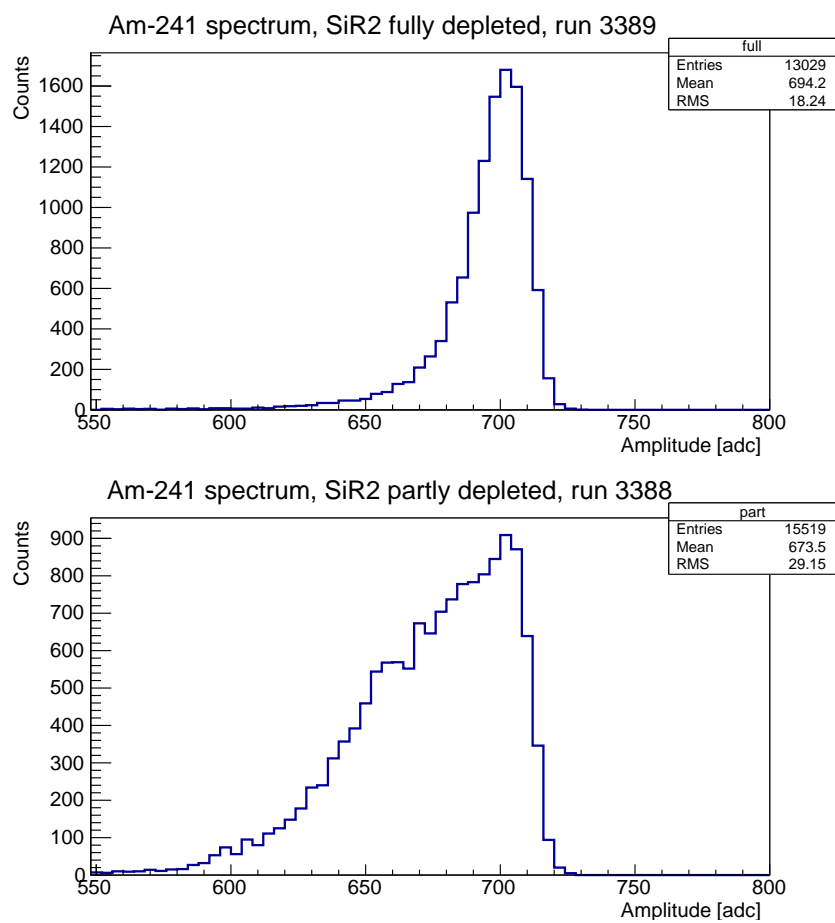 Am-241 spectrum, SiR2 fully depleted, run 3389
full
Entries 13029
Mean 694.2
RMS 18.24
Counts
1600
1400
1200
1000
800
600
400
200
0
550 600 650 700 750 800
Amplitude [adc]
Am-241 spectrum, SiR2 partly depleted, run 3388
part
Entries 15519
Mean 673.5
RMS 29.15
Counts
900
800
700
600
500
400
300
200
100
0
550 600 650 700 750 800
Amplitude [adc]